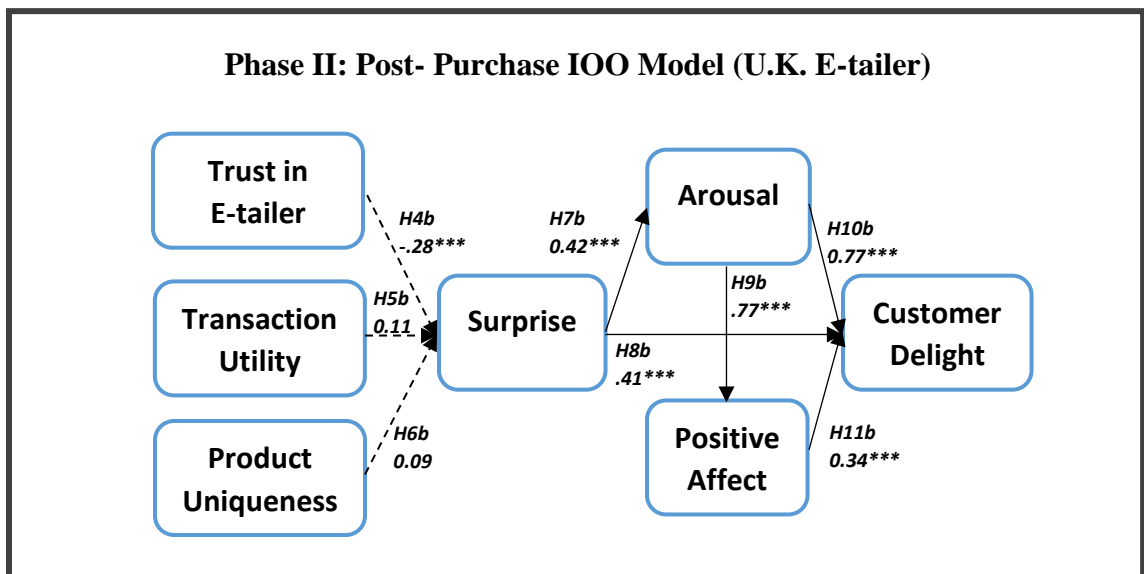 Phase II: Post- Purchase IOO Model (U.K. E-tailer)
Trust in
E-tailer
H4b
-.28***
Transaction
Utility
H5b
0.11
Product
Uniqueness
H6b
0.09
Surprise
H7b
0.42***
Arousal
H8b
.41***
H9b
.77***
H10b
0.77***
Positive
Affect
H11b
0.34***
Customer
Delight